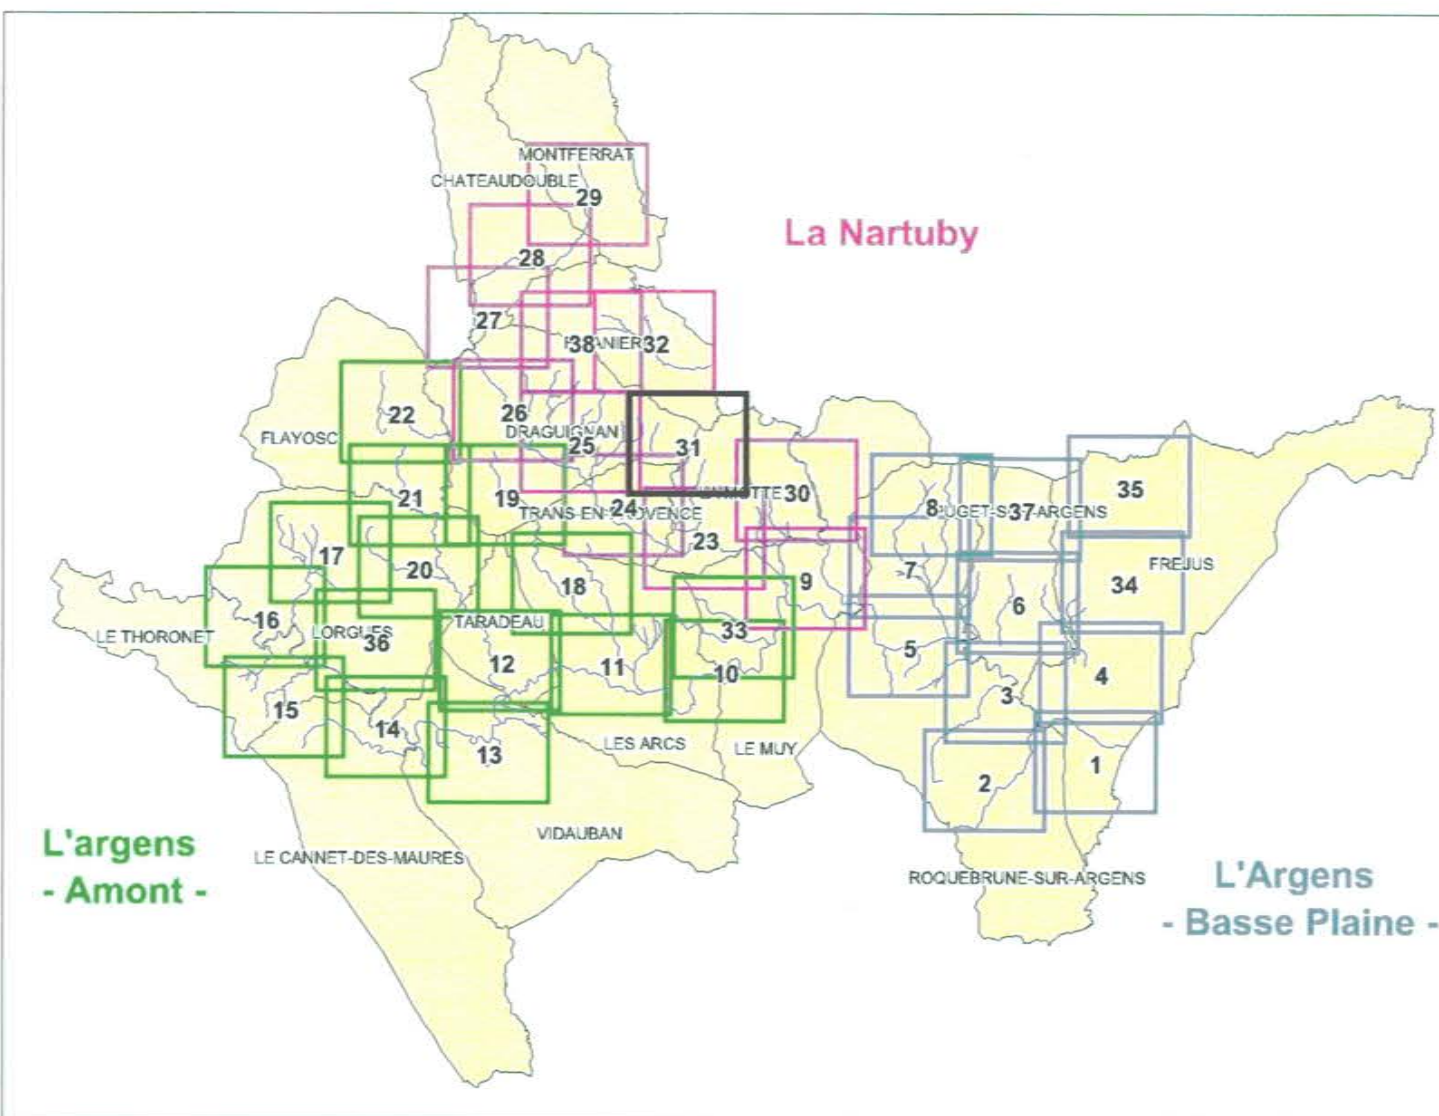 MONTFERRAT
CHATEAUDOUBLE
29
La Nartuby
28
27
38
32
22
26
DRAGUIGNAN
FLAYOSC
25
31
35
21
19
30
8
37
TRANS-EN-PROVENCE
24
23
17
20
18
9
7
34
FREJUS
16
LE THORONET
LORGUES
36
TARADEAU
33
6
12
11
10
5
4
15
14
13
3
LES ARCS
LE MUY
2
1
VIDAUBAN
L'argens
- Amont -
LE CANNET-DES-MAURES
ROQUEBRUNE-SUR-ARGENS
L'Argens
- Basse Plaine -